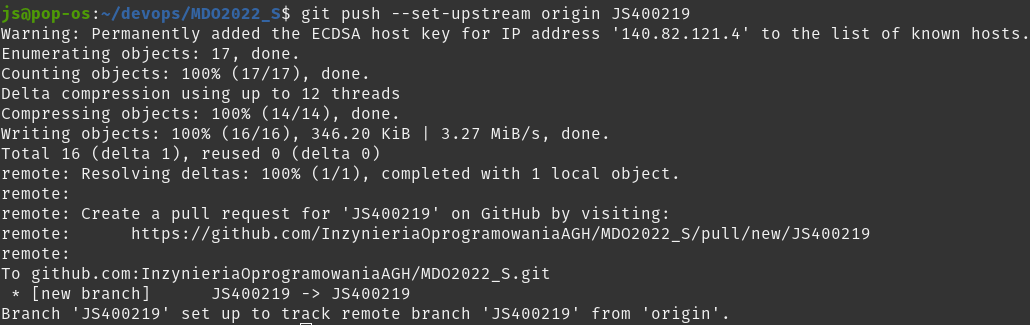 js@pop-os:~/devops/MDO2022_S$ git push --set-upstream origin JS400219
Warning: Permanently added the ECDSA host key for IP address '140.82.121.4' to the list of known hosts.
Enumerating objects: 17, done.
Counting objects: 100% (17/17), done.
Delta compression using up to 12 threads
Compressing objects: 100% (14/14), done.
Writing objects: 100% (16/16), 346.20 KiB | 3.27 MiB/s, done.
Total 16 (delta 1), reused 0 (delta 0)
remote: Resolving deltas: 100% (1/1), completed with 1 local object.
remote:
remote: Create a pull request for 'JS400219' on GitHub by visiting:
remote:      https://github.com/InzynieriaOprogramowaniaAGH/MDO2022_S/pull/new/JS400219
remote:
To github.com:InzynieriaOprogramowaniaAGH/MDO2022_S.git
 * [new branch]      JS400219 -> JS400219
Branch 'JS400219' set up to track remote branch 'JS400219' from 'origin'.